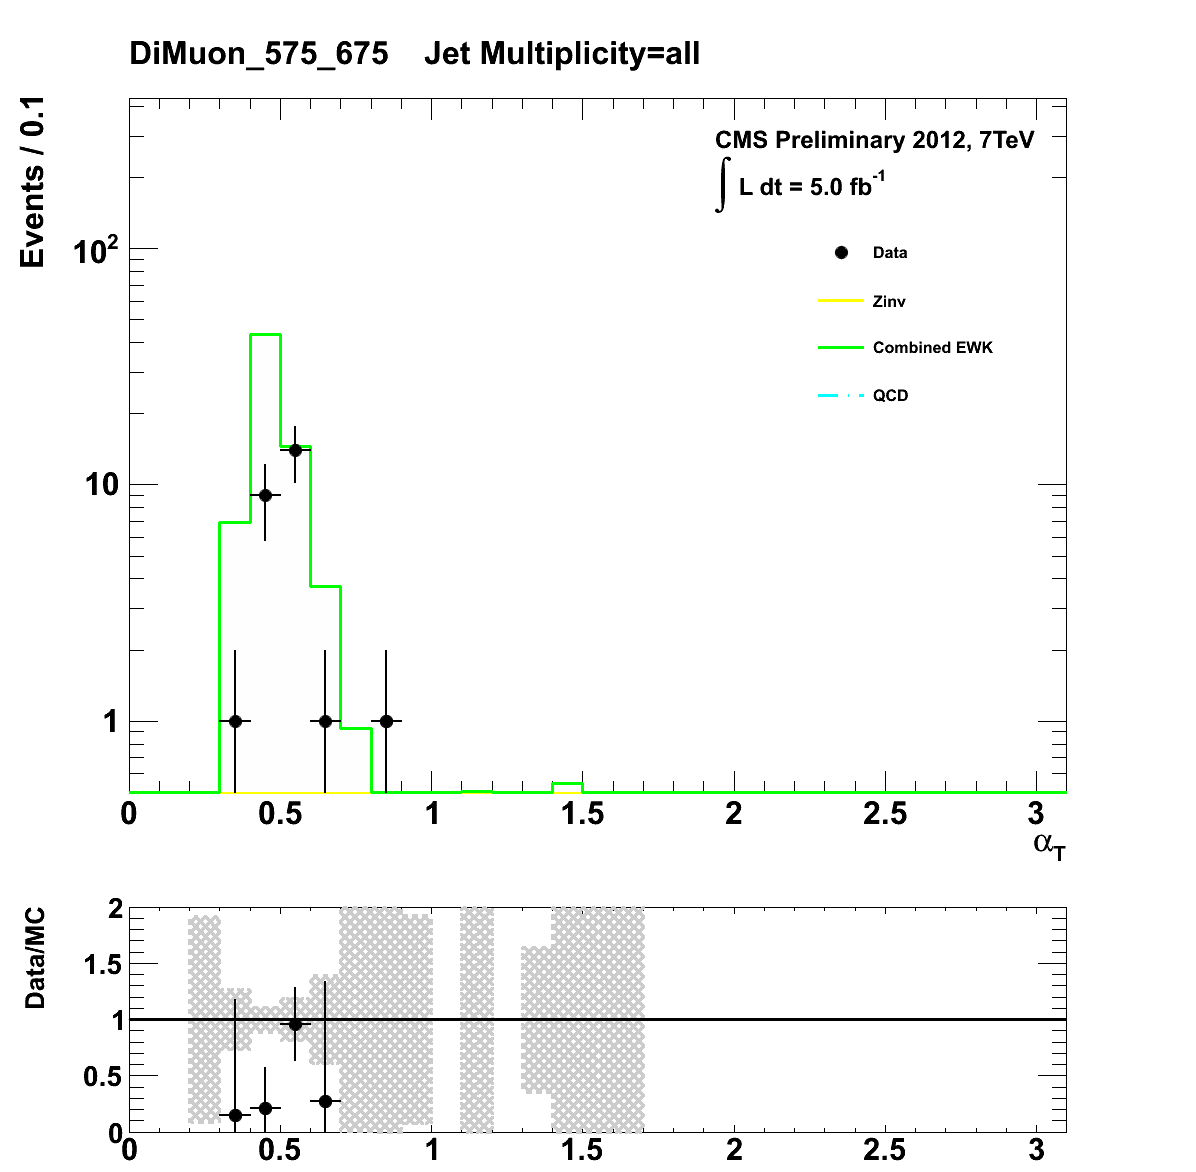 DiMuon_575_675 Jet Multiplicity=all
Events / 0.1
CMS Preliminary 2012, 7TeV
∫ L dt = 5.0 fb⁻¹
Data
Zinv
Combined EWK
QCD
10²
10
1
0 0.5 1 1.5 2 2.5 3
α_T
Data/MC
2
1.5
1
0.5
0
0 0.5 1 1.5 2 2.5 3